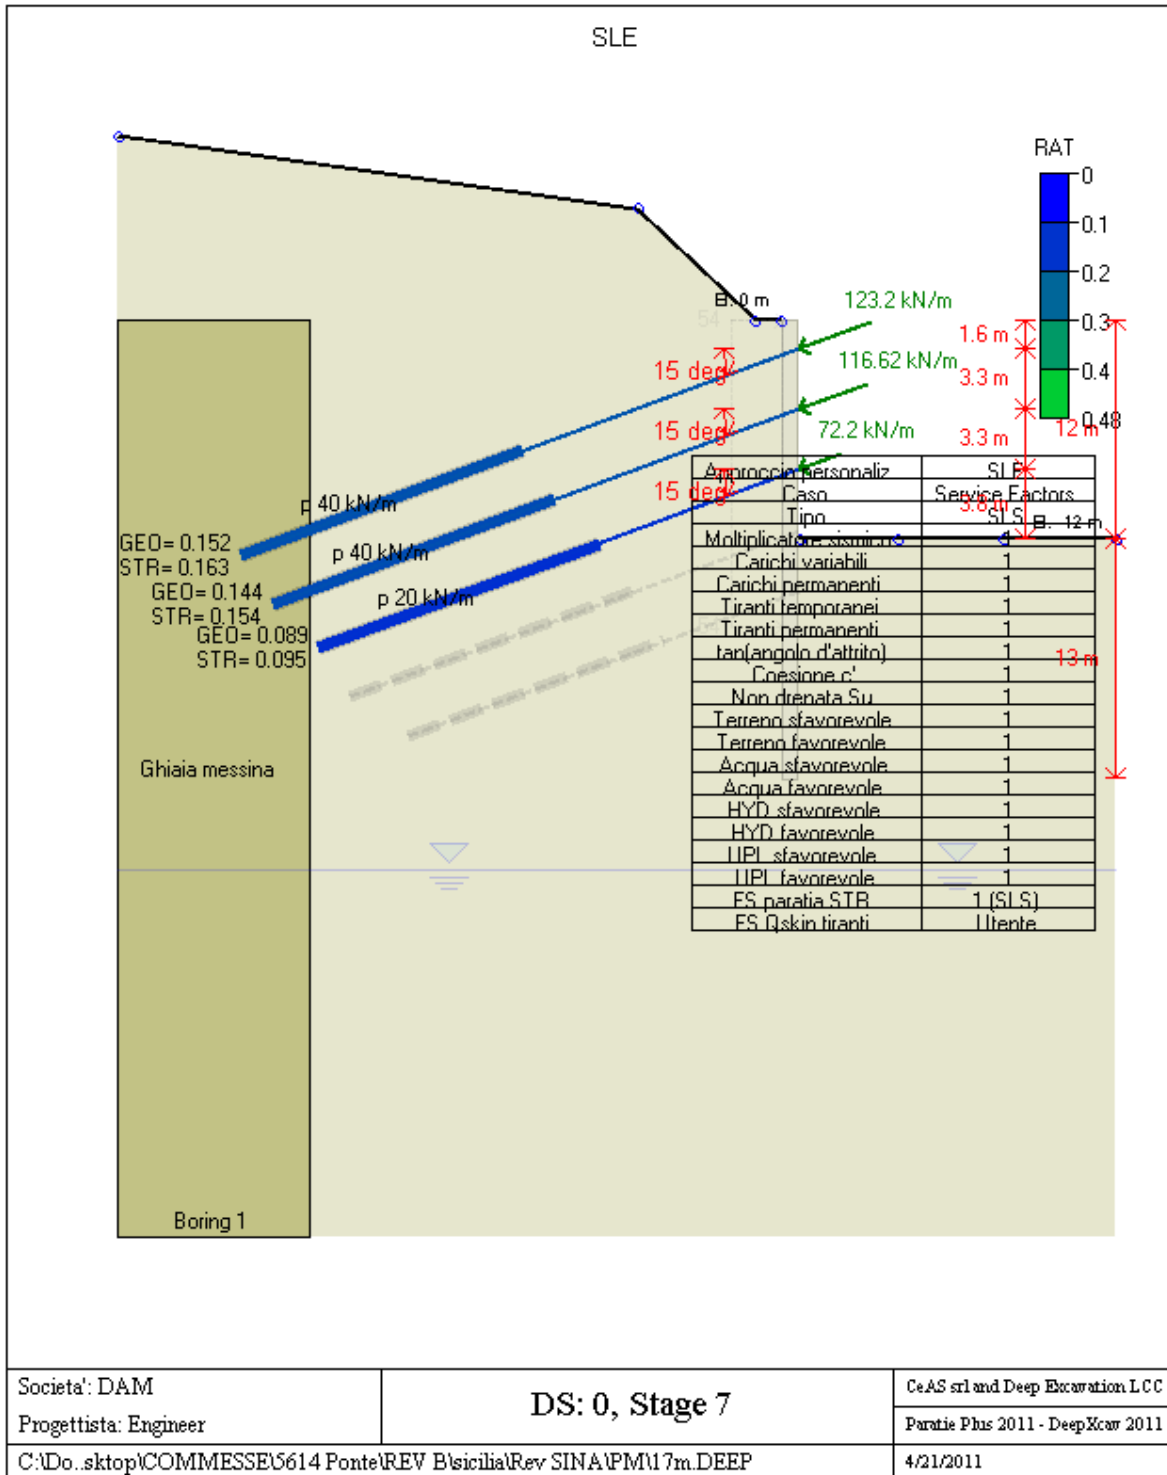 SLE
RAT
0
0.1
0.2
0.3
0.4
0.48
B. 0 m
54
123.2 kN/m
116.62 kN/m
72.2 kN/m
15 deg
15 deg
15 deg
1.6 m
3.3 m
3.3 m
3.8 m
12 m
13 m
B. -12 m
p 40 kN/m
p 40 kN/m
p 20 kN/m
GEO= 0.152
STR= 0.163
GEO= 0.144
STR= 0.154
GEO= 0.089
STR= 0.095
Approccio personaliz SLE
Caso Service Factors
Tipo SLS
Moltiplicatore sismico 1
Carichi variabili 1
Carichi permanenti 1
Tiranti temporanei 1
Tiranti permanenti 1
tan(angolo d'attrito) 1
Coesione c' 1
Non drenata Su 1
Terreno sfavorevole 1
Terreno favorevole 1
Acqua sfavorevole 1
Acqua favorevole 1
HYD sfavorevole 1
HYD favorevole 1
UPL sfavorevole 1
UPL favorevole 1
FS paratia STR 1 (SLS)
FS Qskin tiranti Utente
Ghiaia messina
Boring 1
Societa': DAM
Progettista: Engineer
DS: 0, Stage 7
CeAS srl and Deep Excavation LCC
Paratie Plus 2011 - DeepXcav 2011
C:\Do..sktop\COMMESSE\5614 Ponte\REV B\sicilia\Rev SINA\PM\17m.DEEP
4/21/2011